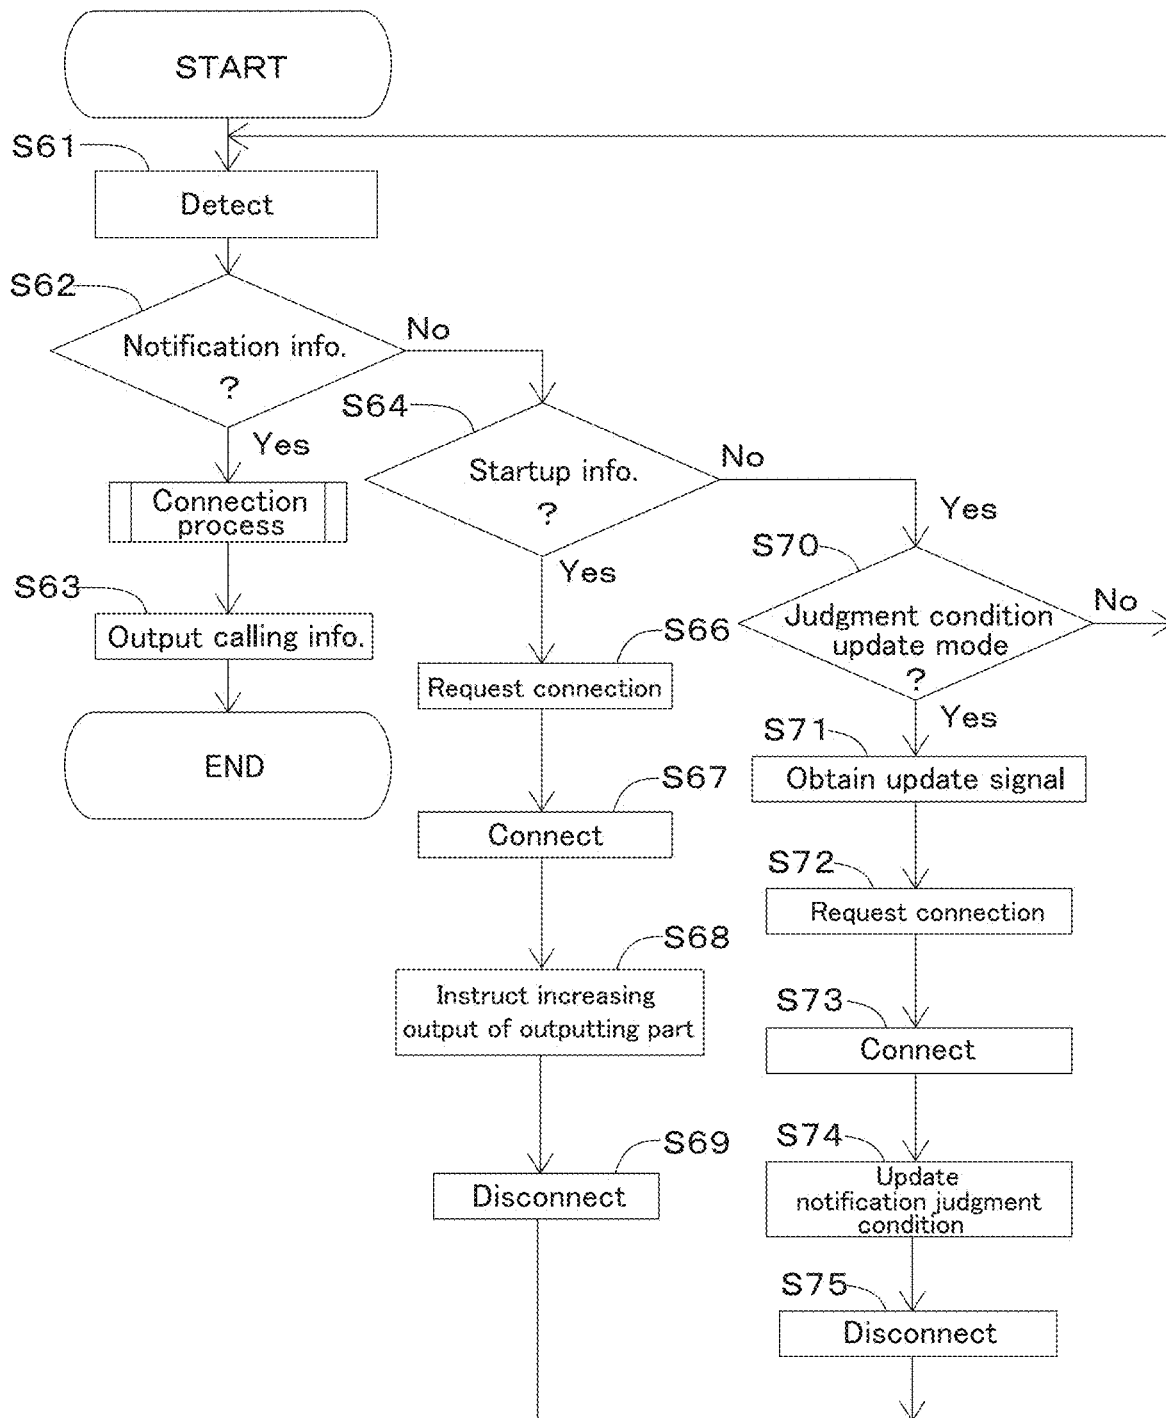 START
S61
Detect
S62
Notification info.
?
No
Yes
Connection
process
S63
Output calling info.
END
S64
Startup info.
?
No
Yes
S66
Request connection
S67
Connect
S68
Instruct increasing
output of outputting part
S69
Disconnect
Yes
S70
Judgment condition
update mode
?
No
Yes
S71
Obtain update signal
S72
Request connection
S73
Connect
S74
Update
notification judgment
condition
S75
Disconnect